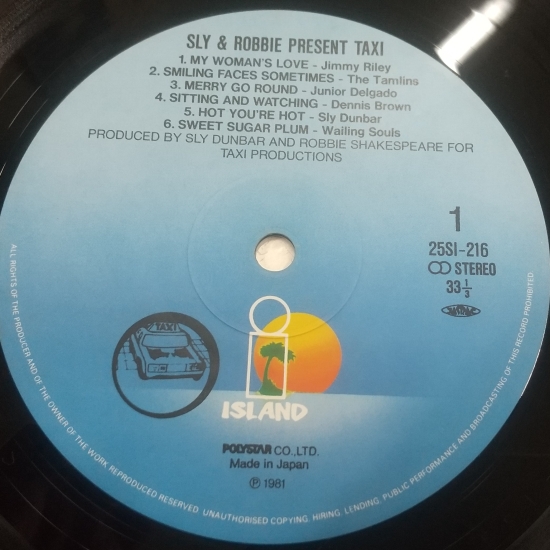 SLY & ROBBIE PRESENT TAXI
1. MY WOMAN'S LOVE - Jimmy Riley
2. SMILING FACES SOMETIMES - The Tamlins
3. MERRY GO ROUND - Junior Delgado
4. SITTING AND WATCHING - Dennis Brown
5. HOT YOU'RE HOT - Sly Dunbar
6. SWEET SUGAR PLUM - Wailing Souls
PRODUCED BY SLY DUNBAR AND ROBBIE SHAKESPEARE FOR
TAXI PRODUCTIONS
1
25SI-216
STEREO
33 1/3
TAXI
ISLAND
POLYSTAR CO.,LTD.
Made in Japan
Ⓟ 1981
ALL RIGHTS OF THE PRODUCER AND OF THE OWNER OF THE WORK REPRODUCED RESERVED. UNAUTHORISED COPYING, HIRING, LENDING, PUBLIC PERFORMANCE AND BROADCASTING OF THIS RECORD PROHIBITED